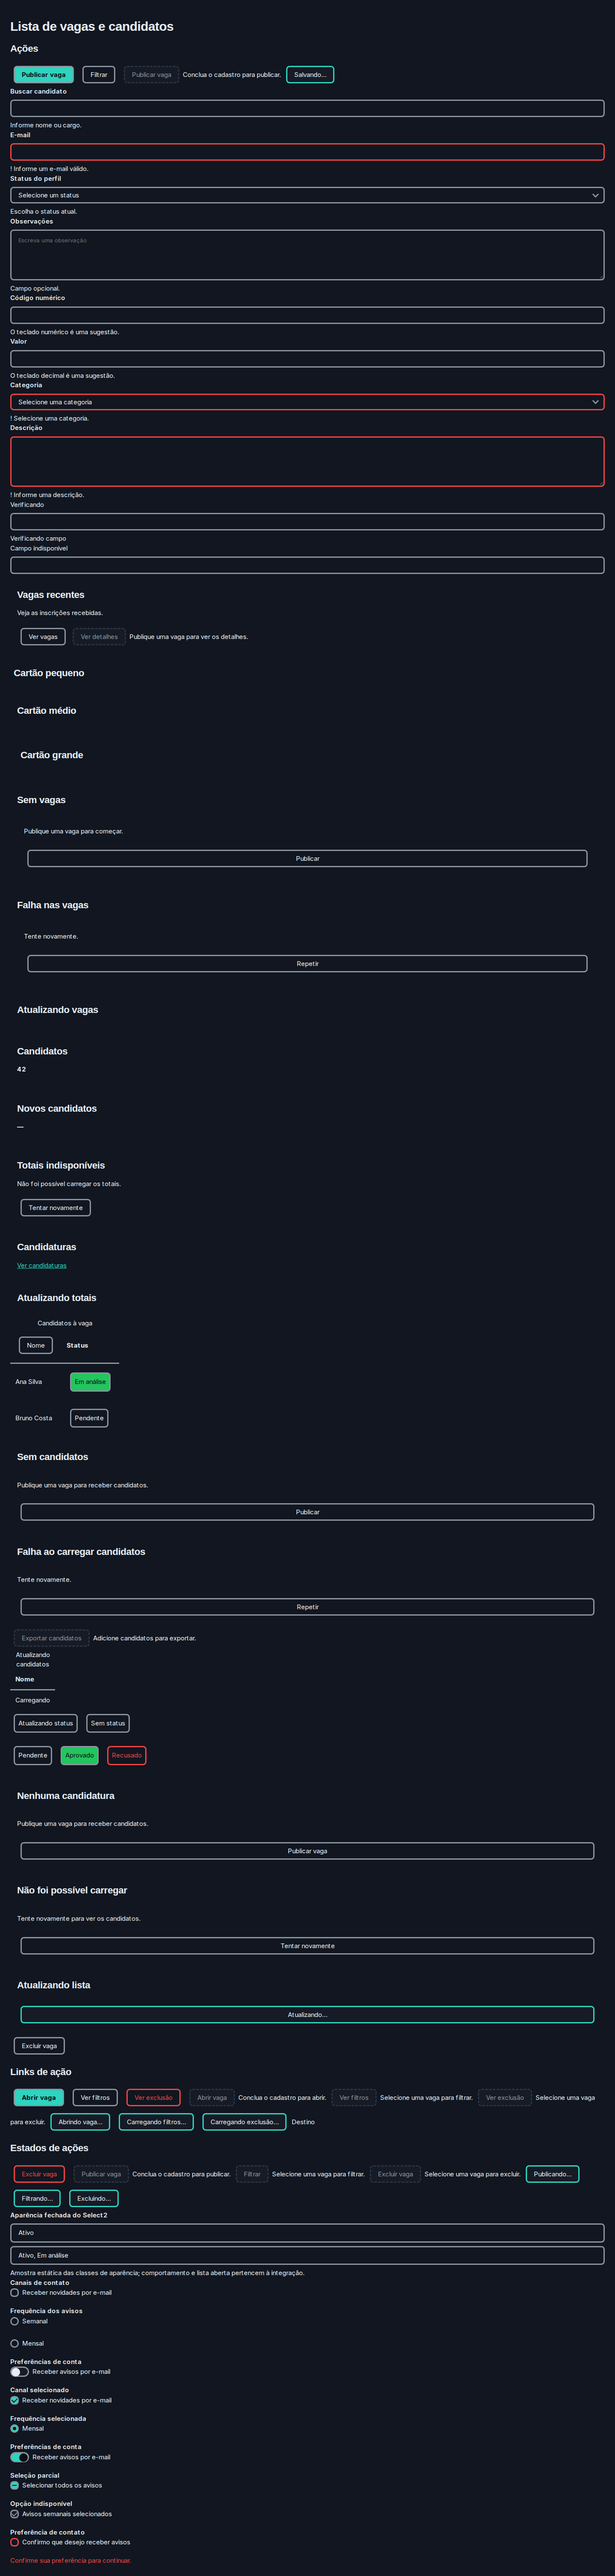 Lista de vagas e candidatos
Ações
Publicar vaga Filtrar Publicar vaga Conclua o cadastro para publicar. Salvando...
Buscar candidato
Informe nome ou cargo.
E-mail
! Informe um e-mail válido.
Status do perfil
Selecione um status
Escolha o status atual.
Observações
Escreva uma observação
Campo opcional.
Código numérico
O teclado numérico é uma sugestão.
Valor
O teclado decimal é uma sugestão.
Categoria
Selecione uma categoria
! Selecione uma categoria.
Descrição
! Informe uma descrição.
Verificando
Verificando campo
Campo indisponível
Vagas recentes
Veja as inscrições recebidas.
Ver vagas Ver detalhes Publique uma vaga para ver os detalhes.
Cartão pequeno
Cartão médio
Cartão grande
Sem vagas
Publique uma vaga para começar.
Publicar
Falha nas vagas
Tente novamente.
Repetir
Atualizando vagas
Candidatos
42
Novos candidatos
—
Totais indisponíveis
Não foi possível carregar os totais.
Tentar novamente
Candidaturas
Ver candidaturas
Atualizando totais
Candidatos à vaga
Nome Status
Ana Silva Em análise
Bruno Costa Pendente
Sem candidatos
Publique uma vaga para receber candidatos.
Publicar
Falha ao carregar candidatos
Tente novamente.
Repetir
Exportar candidatos Adicione candidatos para exportar.
Atualizando
candidatos
Nome
Carregando
Atualizando status Sem status
Pendente Aprovado Recusado
Nenhuma candidatura
Publique uma vaga para receber candidatos.
Publicar vaga
Não foi possível carregar
Tente novamente para ver os candidatos.
Tentar novamente
Atualizando lista
Atualizando...
Excluir vaga
Links de ação
Abrir vaga Ver filtros Ver exclusão Abrir vaga Conclua o cadastro para abrir. Ver filtros Selecione uma vaga para filtrar. Ver exclusão Selecione uma vaga
para excluir. Abrindo vaga... Carregando filtros... Carregando exclusão... Destino
Estados de ações
Excluir vaga Publicar vaga Conclua o cadastro para publicar. Filtrar Selecione uma vaga para filtrar. Excluir vaga Selecione uma vaga para excluir. Publicando...
Filtrando... Excluindo...
Aparência fechada do Select2
Ativo
Ativo, Em análise
Amostra estática das classes de aparência; comportamento e lista aberta pertencem à integração.
Canais de contato
Receber novidades por e-mail
Frequência dos avisos
Semanal
Mensal
Preferências de conta
Receber avisos por e-mail
Canal selecionado
Receber novidades por e-mail
Frequência selecionada
Mensal
Preferências de conta
Receber avisos por e-mail
Seleção parcial
Selecionar todos os avisos
Opção indisponível
Avisos semanais selecionados
Preferência de contato
Confirmo que desejo receber avisos
Confirme sua preferência para continuar.